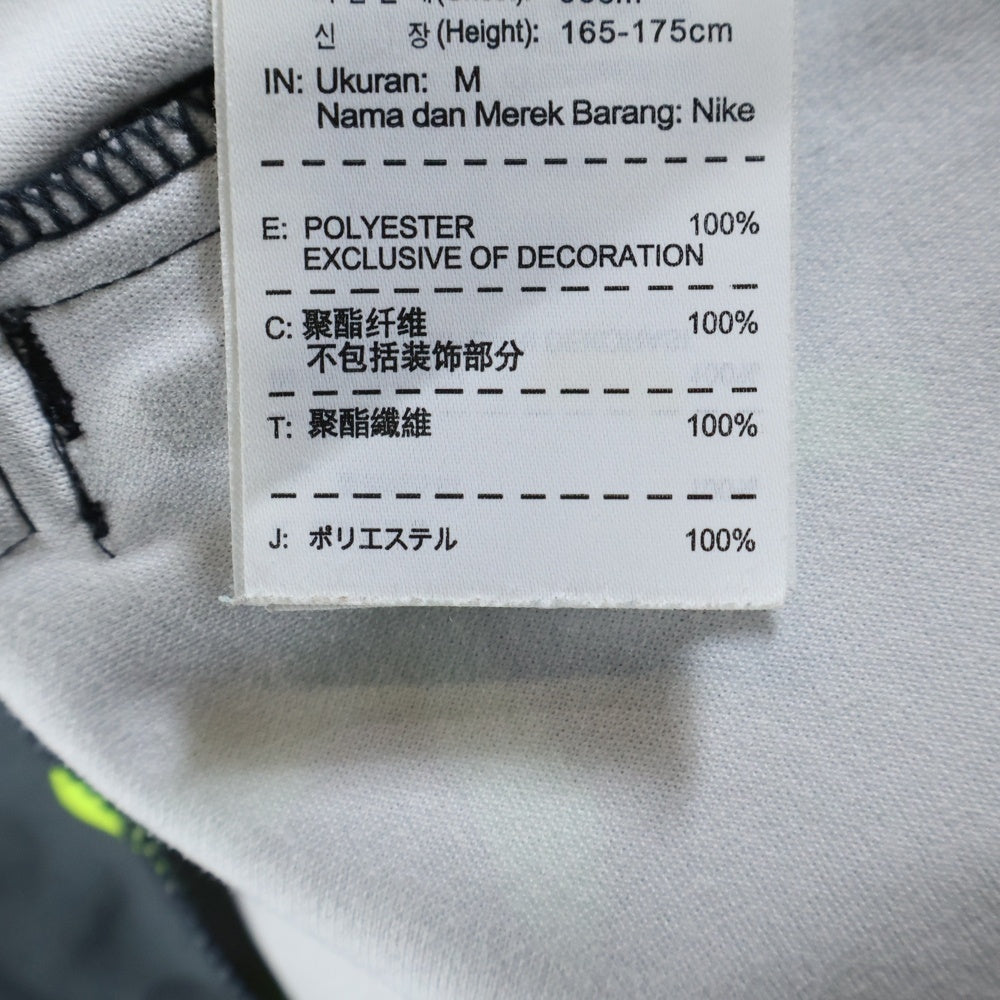 신 장(Height): 165-175cm
IN: Ukuran: M
Nama dan Merek Barang: Nike
E: POLYESTER 100%
EXCLUSIVE OF DECORATION
C: 聚酯纤维 100%
不包括装饰部分
T: 聚酯纖維 100%
J: ポリエステル 100%